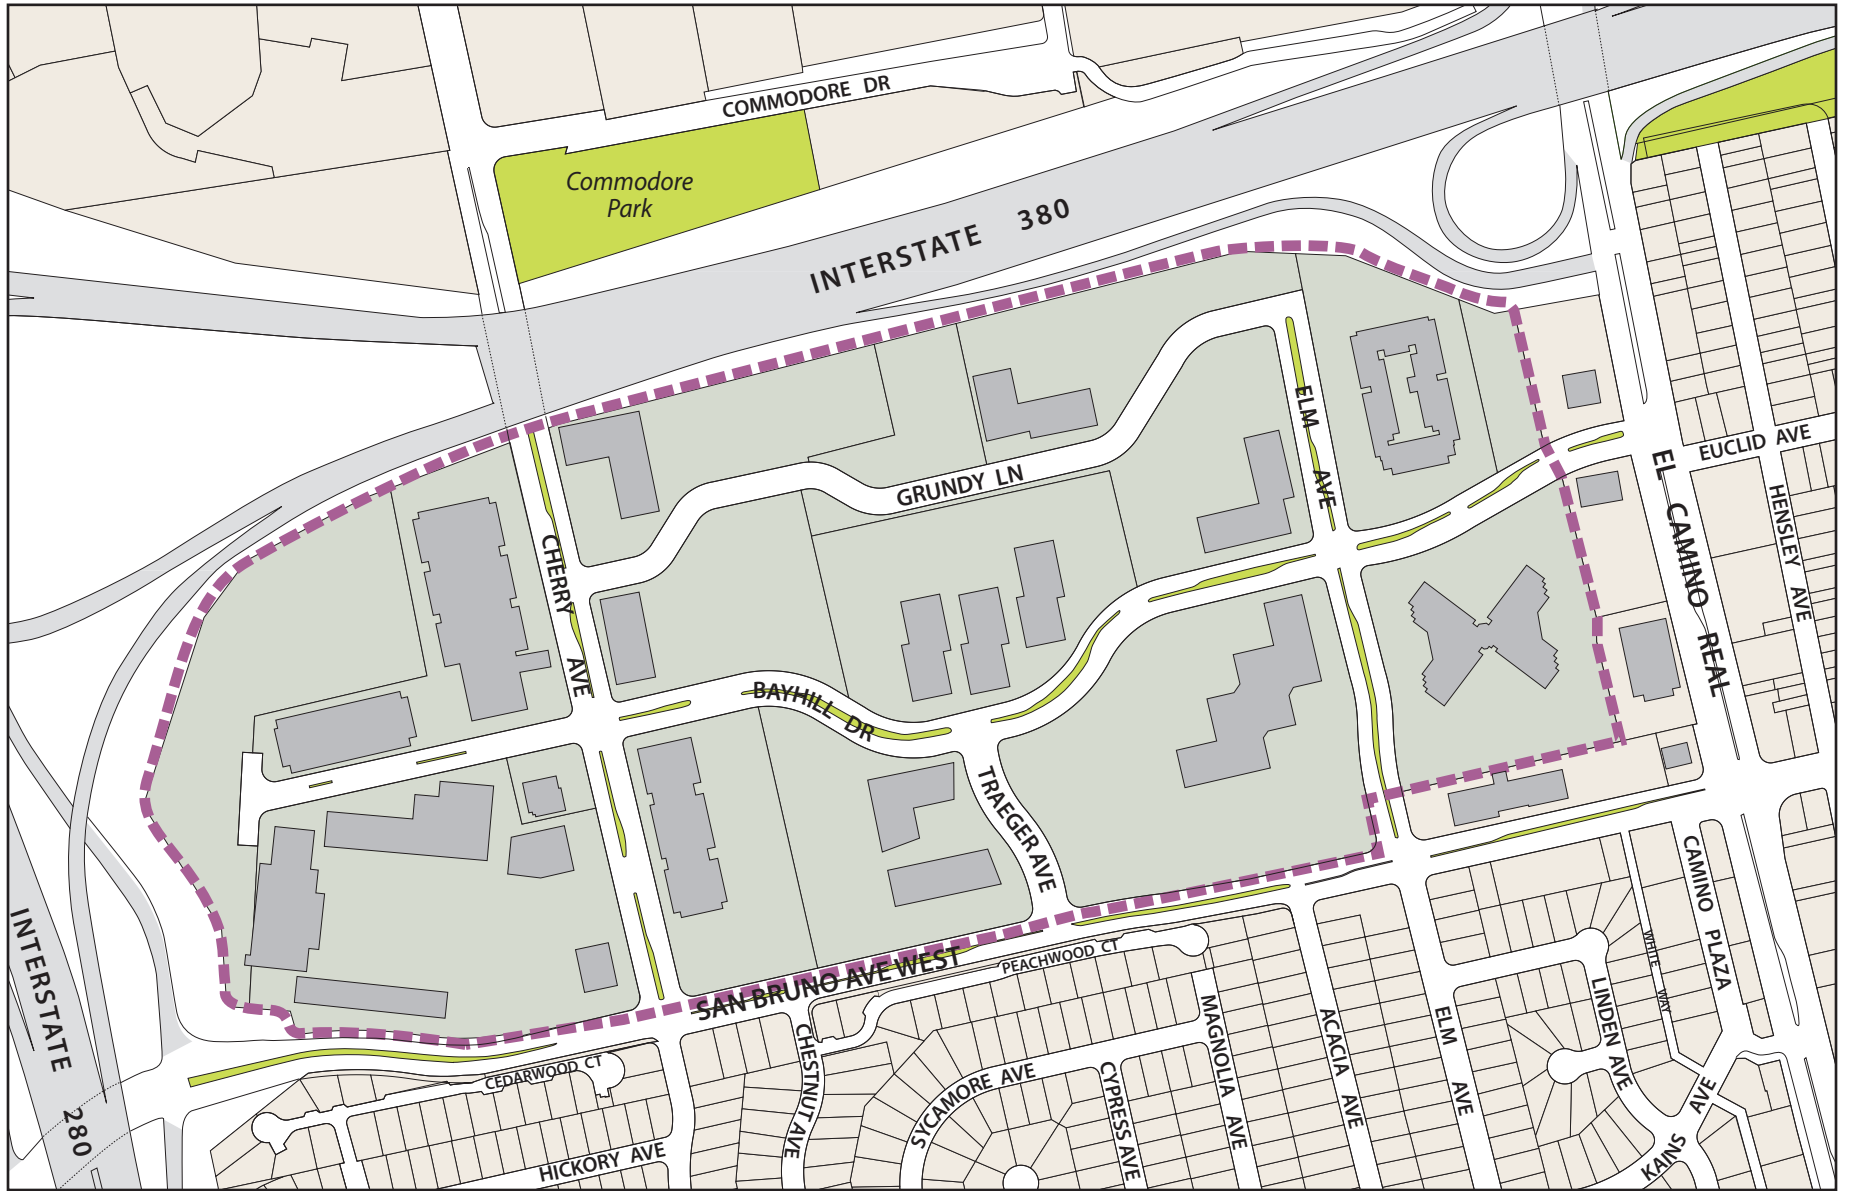 COMMODORE DR
Commodore
Park
INTERSTATE 380
ELM AVE
EUCLID AVE
GRUNDY LN
EL CAMINO REAL
HENSLEY AVE
CHERRY AVE
BAYHILL DR
TRAEGER AVE
CAMINO PLAZA
INTERSTATE 280
SAN BRUNO AVE WEST
PEACHWOOD CT
WHITE WAY
LINDEN AVE
MAGNOLIA AVE
ACACIA AVE
ELM AVE
CHESTNUT AVE
CEDARWOOD CT
SYCAMORE AVE
CYPRESS AVE
KAINS AVE
HICKORY AVE